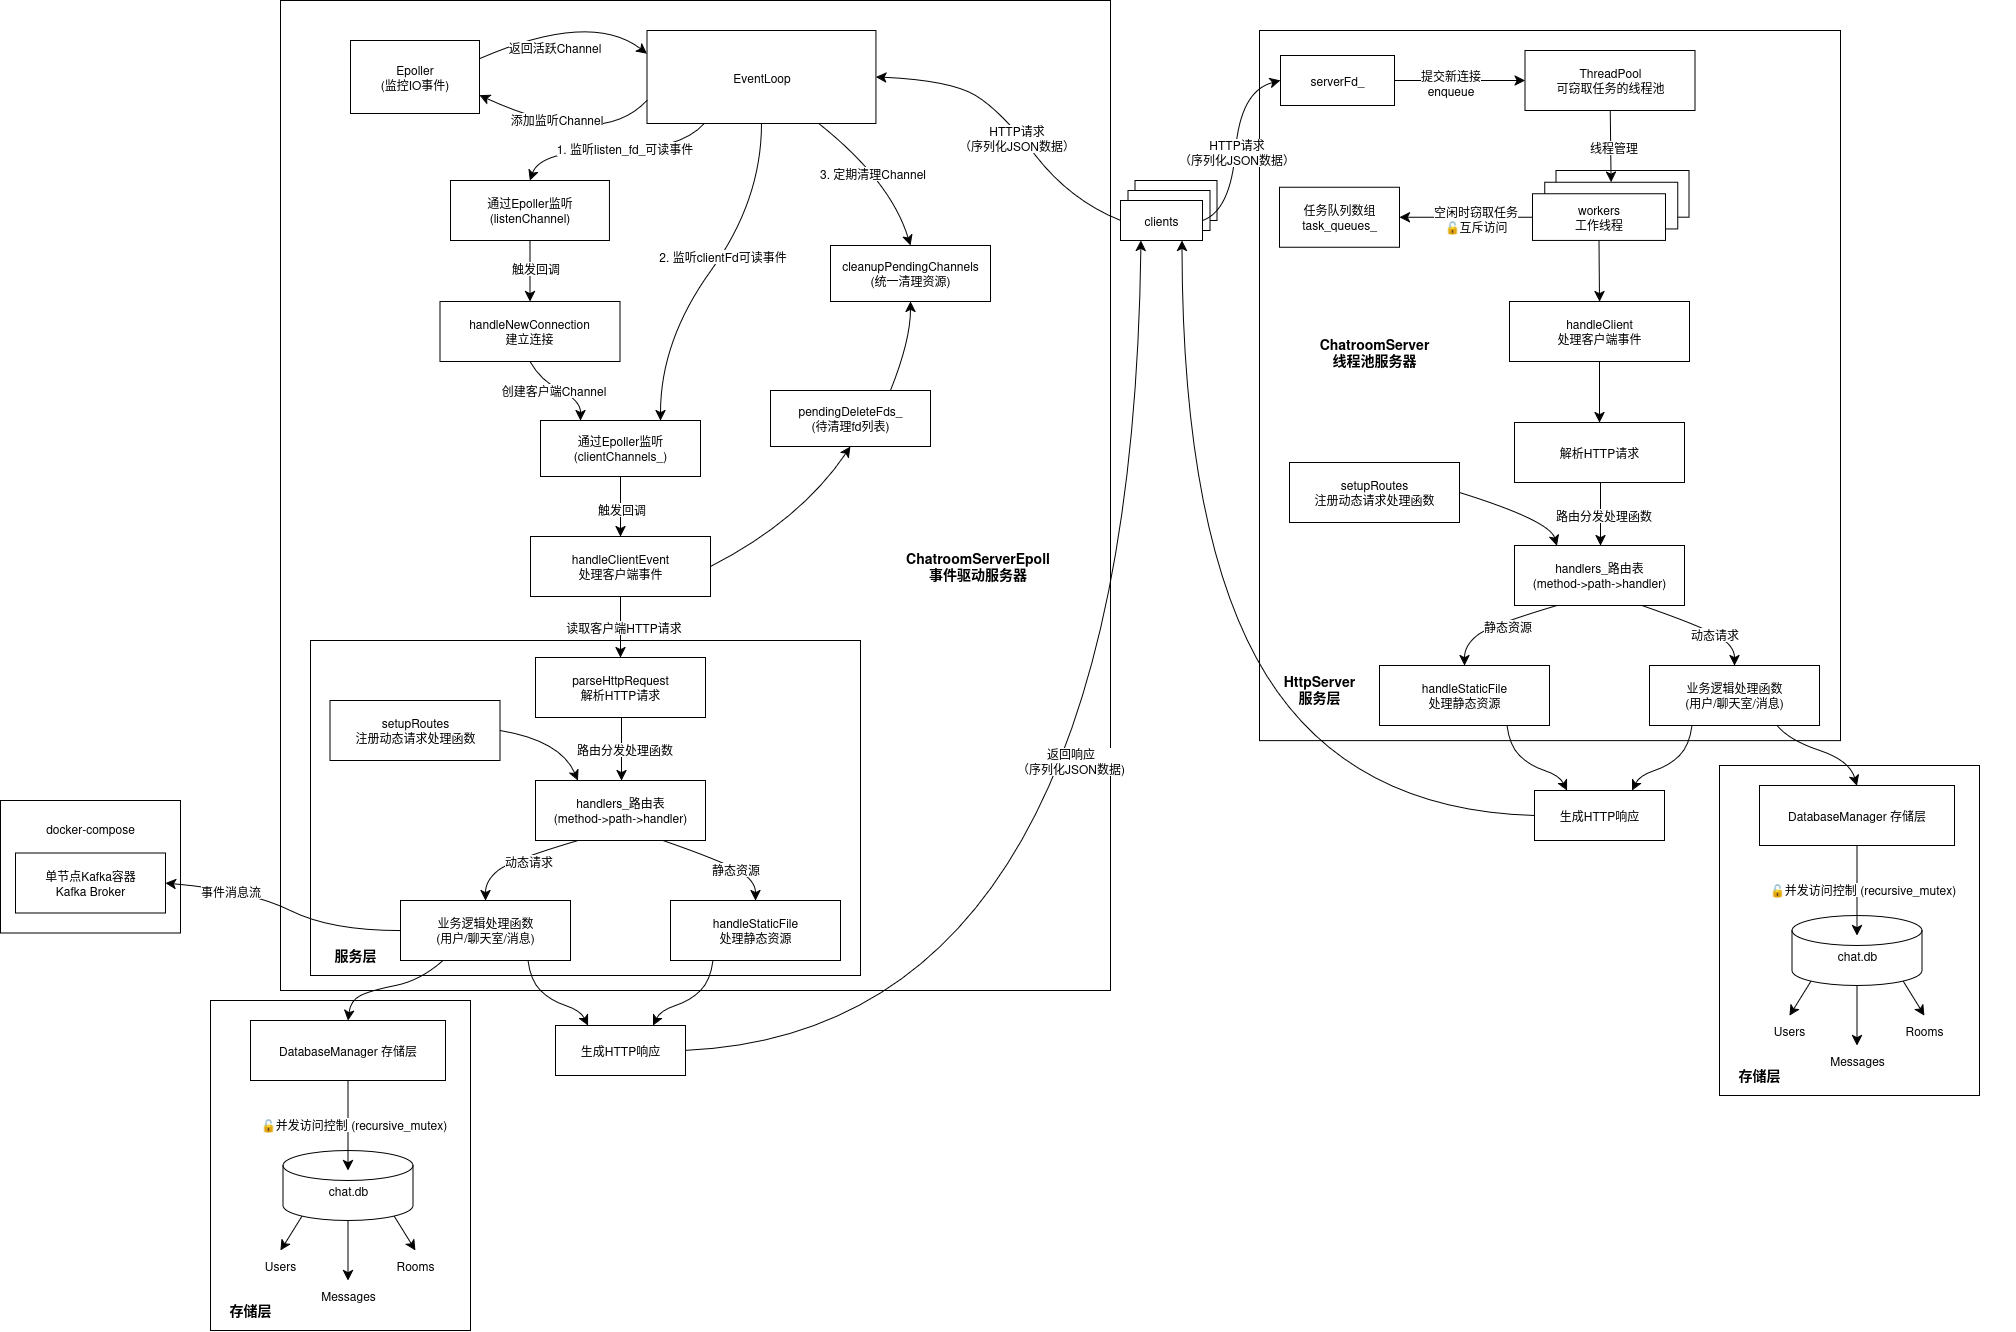 Epoller
(监控IO事件)
返回活跃Channel
添加监听Channel
EventLoop
1. 监听listen_fd_可读事件
通过Epoller监听
(listenChannel)
触发回调
handleNewConnection
建立连接
创建客户端Channel
2. 监听clientFd可读事件
3. 定期清理Channel
cleanupPendingChannels
(统一清理资源)
pendingDeleteFds_
(待清理fd列表)
通过Epoller监听
(clientChannels_)
触发回调
handleClientEvent
处理客户端事件
ChatroomServerEpoll
事件驱动服务器
读取客户端HTTP请求
parseHttpRequest
解析HTTP请求
setupRoutes
注册动态请求处理函数
路由分发处理函数
handlers_路由表
(method->path->handler)
动态请求
静态资源
业务逻辑处理函数
(用户/聊天室/消息)
handleStaticFile
处理静态资源
服务层
docker-compose
单节点Kafka容器
Kafka Broker
事件消息流
DatabaseManager 存储层
🔓并发访问控制 (recursive_mutex)
chat.db
Users
Messages
Rooms
存储层
生成HTTP响应
返回响应
（序列化JSON数据)
HTTP请求
（序列化JSON数据）
clients
HTTP请求
（序列化JSON数据）
serverFd_
提交新连接
enqueue
ThreadPool
可窃取任务的线程池
线程管理
workers
工作线程
空闲时窃取任务
🔓互斥访问
任务队列数组
task_queues_
handleClient
处理客户端事件
ChatroomServer
线程池服务器
解析HTTP请求
setupRoutes
注册动态请求处理函数
路由分发处理函数
handlers_路由表
(method->path->handler)
静态资源
动态请求
HttpServer
服务层
handleStaticFile
处理静态资源
业务逻辑处理函数
(用户/聊天室/消息)
生成HTTP响应
DatabaseManager 存储层
🔓并发访问控制 (recursive_mutex)
chat.db
Users
Messages
Rooms
存储层